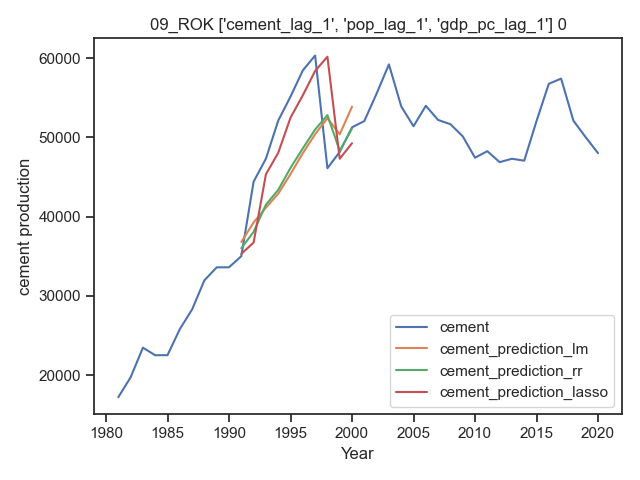 09_ROK ['cement_lag_1', 'pop_lag_1', 'gdp_pc_lag_1'] 0
60000
50000
40000
30000
20000
cement production
cement
cement_prediction_lm
cement_prediction_rr
cement_prediction_lasso
1980 1985 1990 1995 2000 2005 2010 2015 2020
Year